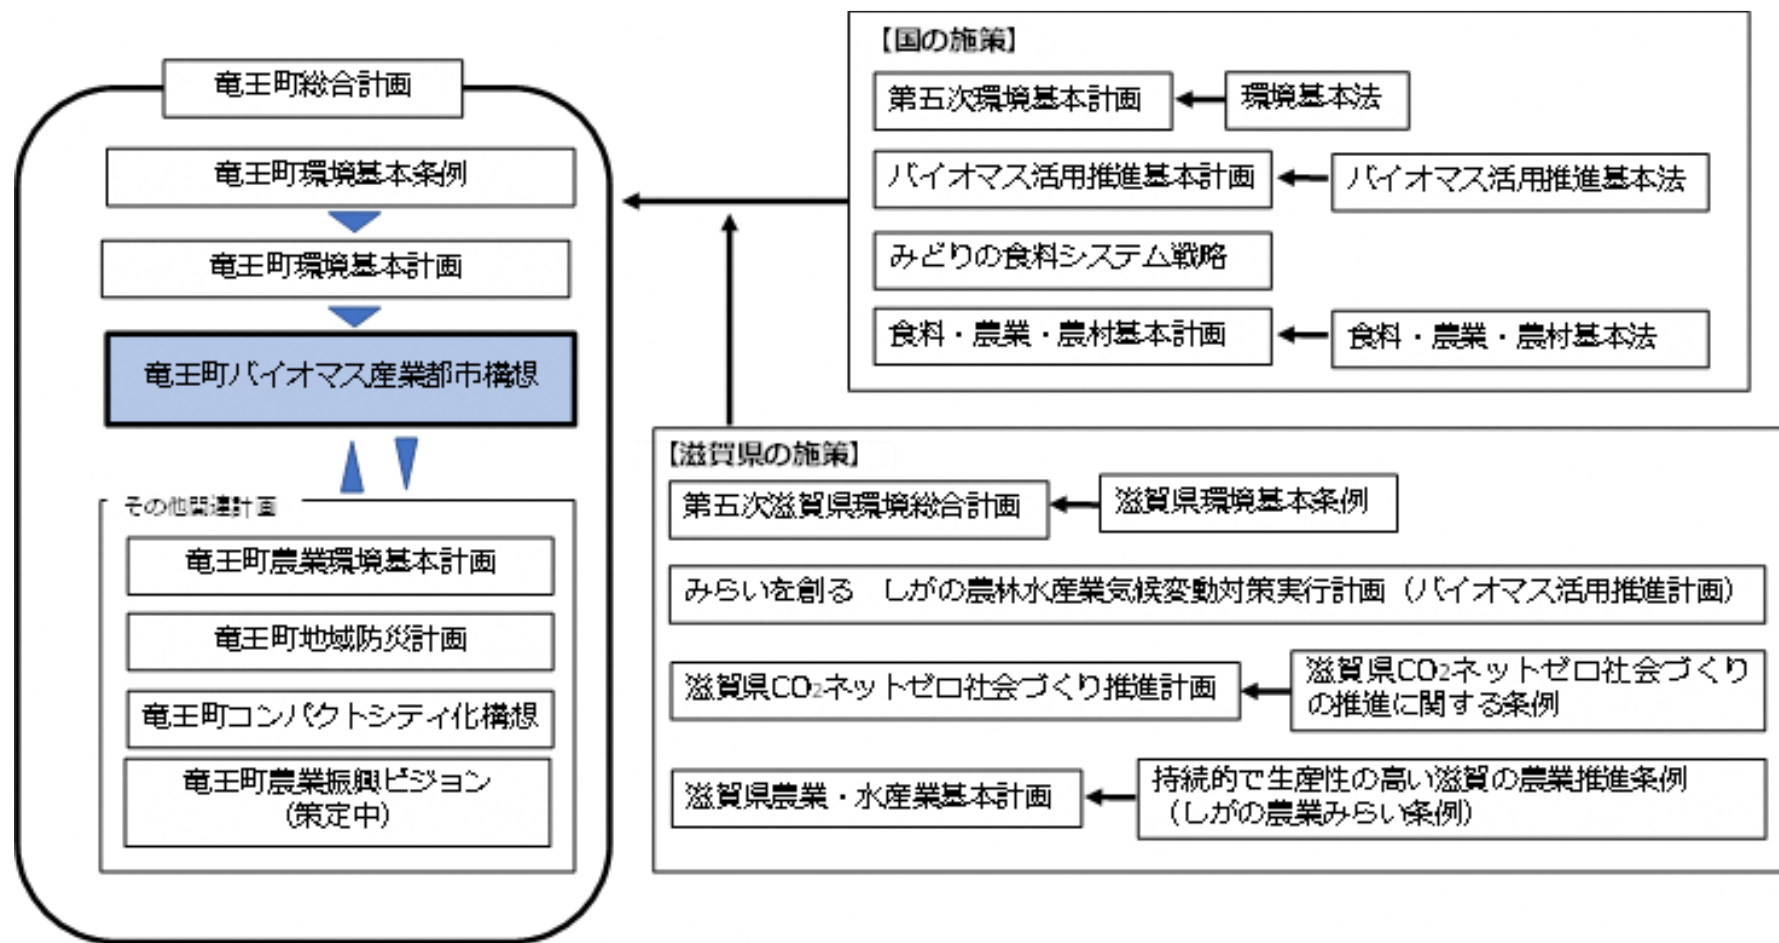 竜王町総合計画
竜王町環境基本条例
竜王町環境基本計画
竜王町バイオマス産業都市構想
その他関連計画
竜王町農業環境基本計画
竜王町地域防災計画
竜王町コンパクトシティ化構想
竜王町農業振興ビジョン
(策定中)
【国の施策】
第五次環境基本計画
環境基本法
バイオマス活用推進基本計画
バイオマス活用推進基本法
みどりの食料システム戦略
食料・農業・農村基本計画
食料・農業・農村基本法
【滋賀県の施策】
第五次滋賀県環境総合計画
滋賀県環境基本条例
みらいを創る　しがの農林水産業気候変動対策実行計画（バイオマス活用推進計画）
滋賀県CO₂ネットゼロ社会づくり推進計画
滋賀県CO₂ネットゼロ社会づくり
の推進に関する条例
滋賀県農業・水産業基本計画
持続的で生産性の高い滋賀の農業推進条例
（しがの農業みらい条例）